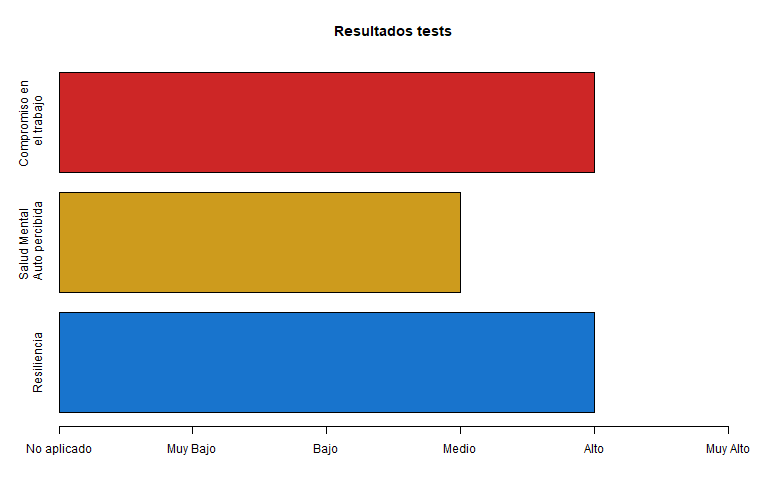 Resultados tests
Compromiso en
el trabajo
Salud Mental
Auto percibida
Resiliencia
No aplicado
Muy Bajo
Bajo
Medio
Alto
Muy Alto